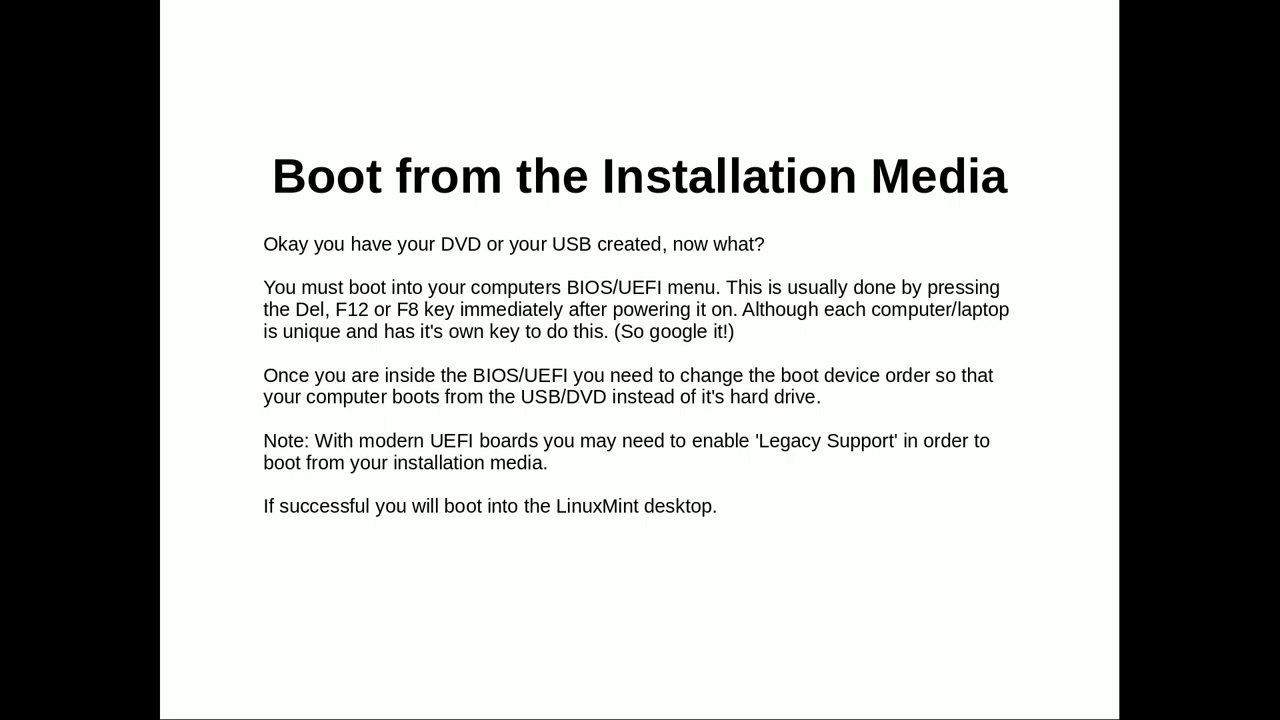 Boot from the Installation Media
Okay you have your DVD or your USB created, now what?
You must boot into your computers BIOS/UEFI menu. This is usually done by pressing
the Del, F12 or F8 key immediately after powering it on. Although each computer/laptop
is unique and has it's own key to do this. (So google it!)
Once you are inside the BIOS/UEFI you need to change the boot device order so that
your computer boots from the USB/DVD instead of it's hard drive.
Note: With modern UEFI boards you may need to enable 'Legacy Support' in order to
boot from your installation media.
If successful you will boot into the LinuxMint desktop.